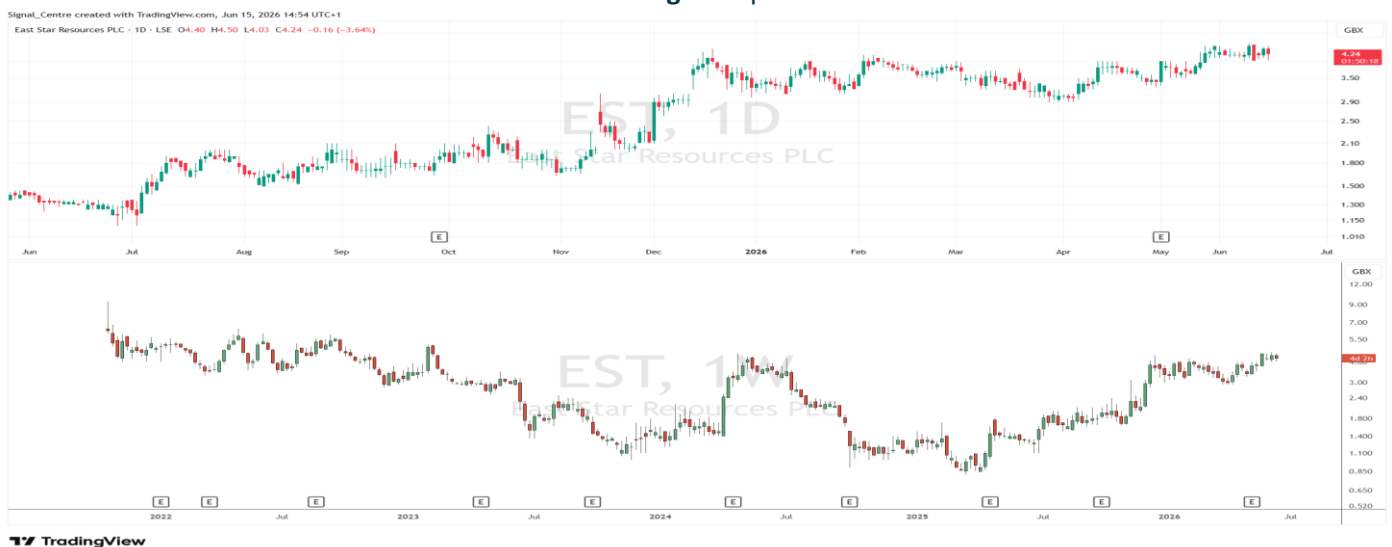 Signal_Centre created with TradingView.com, Jun 15, 2026 14:54 UTC+1
East Star Resources PLC · 1D · LSE O4.40 H4.50 L4.03 C4.24 −0.16 (−3.64%)
GBX
4.24
01:50:18
3.50
2.90
2.50
2.10
1.800
1.500
1.300
1.150
1.010
EST, 1D
East Star Resources PLC
E
E
Jun Jul Aug Sep Oct Nov Dec 2026 Feb Mar Apr May Jun Jul
GBX
12.00
9.00
7.00
5.50
4d 2h
3.00
2.40
1.800
1.400
1.100
0.850
0.650
0.520
EST, 1W
East Star Resources PLC
E E E E E E E E E E
2022 Jul 2023 Jul 2024 Jul 2025 Jul 2026 Jul
TradingView